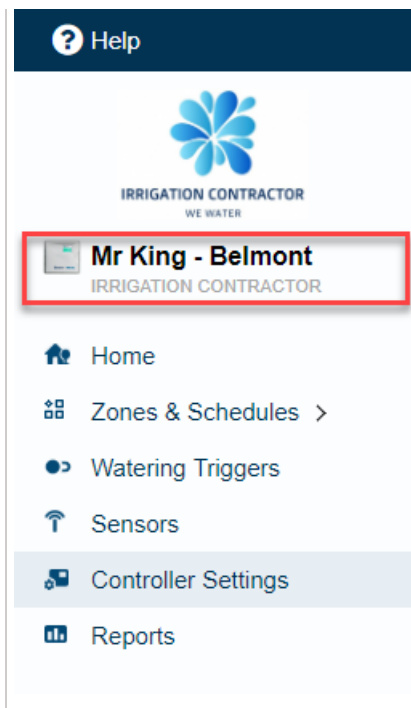 ? Help
IRRIGATION CONTRACTOR
WE WATER
Mr King - Belmont
IRRIGATION CONTRACTOR
Home
Zones & Schedules >
Watering Triggers
Sensors
Controller Settings
Reports